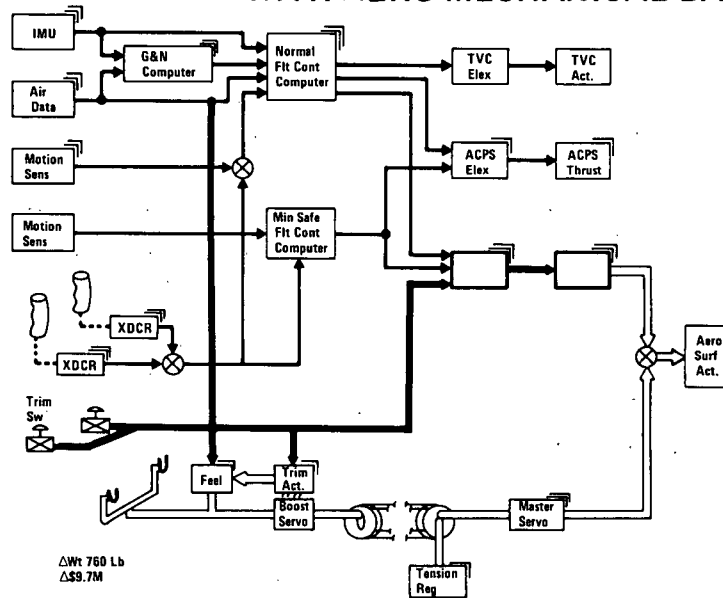 IMU
G&N
Computer
Normal
Flt Cont
Computer
TVC
Elex
TVC
Act.
Air
Data
Motion
Sens
ACPS
Elex
ACPS
Thrust
Motion
Sens
Min Safe
Flt Cont
Computer
XDCR
XDCR
Aero
Surf
Act.
Trim
Sw
Feel
Trim
Act.
Boost
Servo
Master
Servo
Tension
Reg
△Wt 760 Lb
△$9.7M